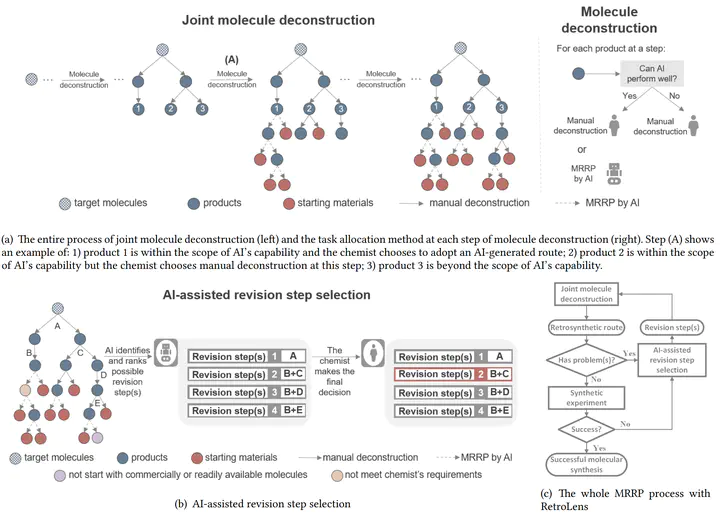 Joint molecule deconstruction
(A)
Molecule
deconstruction
Molecule
deconstruction
Molecule
deconstruction
1 2 3
1 2 3
1 2 3
target molecules
products
starting materials
manual deconstruction
MRRP by AI
Molecule
deconstruction
For each product at a step:
Can AI
perform well?
Yes
No
Manual
deconstruction
Manual
deconstruction
or
MRRP
by AI
(a) The entire process of joint molecule deconstruction (left) and the task allocation method at each step of molecule deconstruction (right). Step (A) shows
an example of: 1) product 1 is within the scope of AI's capability and the chemist chooses to adopt an AI-generated route; 2) product 2 is within the scope
of AI's capability but the chemist chooses manual deconstruction at this step; 3) product 3 is beyond the scope of AI's capability.
AI-assisted revision step selection
A
B
C
D
E
AI identifies
and ranks
possible
revision
step(s)
Revision step(s) 1 A
Revision step(s) 2 B+C
Revision step(s) 3 B+D
Revision step(s) 4 B+E
The
chemist
makes the
final
decision
Revision step(s) 1 A
Revision step(s) 2 B+C
Revision step(s) 3 B+D
Revision step(s) 4 B+E
target molecules
products
starting materials
manual deconstruction
MRRP by AI
not start with commercially or readily available molecules
not meet chemist's requirements
(b) AI-assisted revision step selection
Joint molecule
deconstruction
Retrosynthetic route
Revision step(s)
Has problem(s)?
Yes
AI-assisted
revision step
selection
No
Synthetic
experiment
Success?
No
Yes
Successful molecular
synthesis
(c) The whole MRRP process with
RetroLens